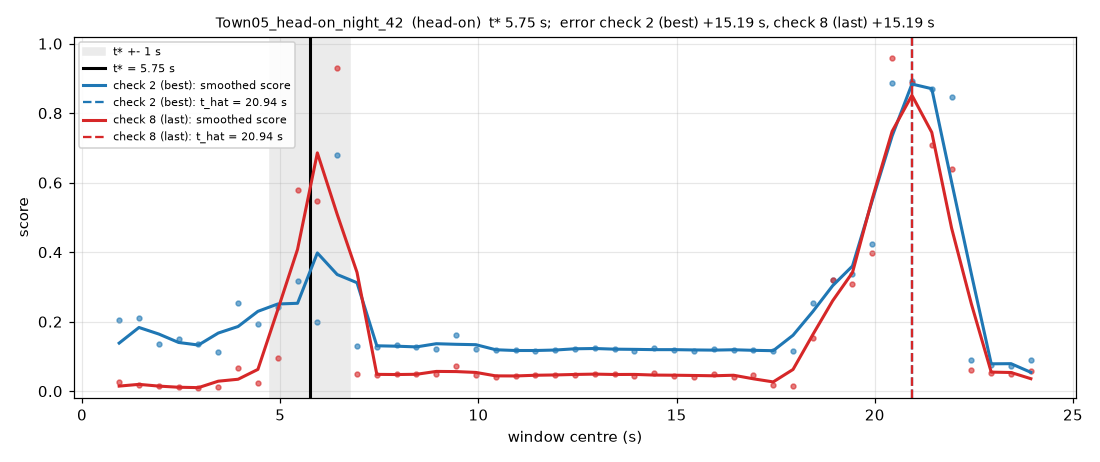 Town05_head-on_night_42  (head-on)  t* 5.75 s;  error check 2 (best) +15.19 s, check 8 (last) +15.19 s
t* +- 1 s
t* = 5.75 s
check 2 (best): smoothed score
check 2 (best): t_hat = 20.94 s
check 8 (last): smoothed score
check 8 (last): t_hat = 20.94 s
score
1.0
0.8
0.6
0.4
0.2
0.0
0
5
10
15
20
25
window centre (s)